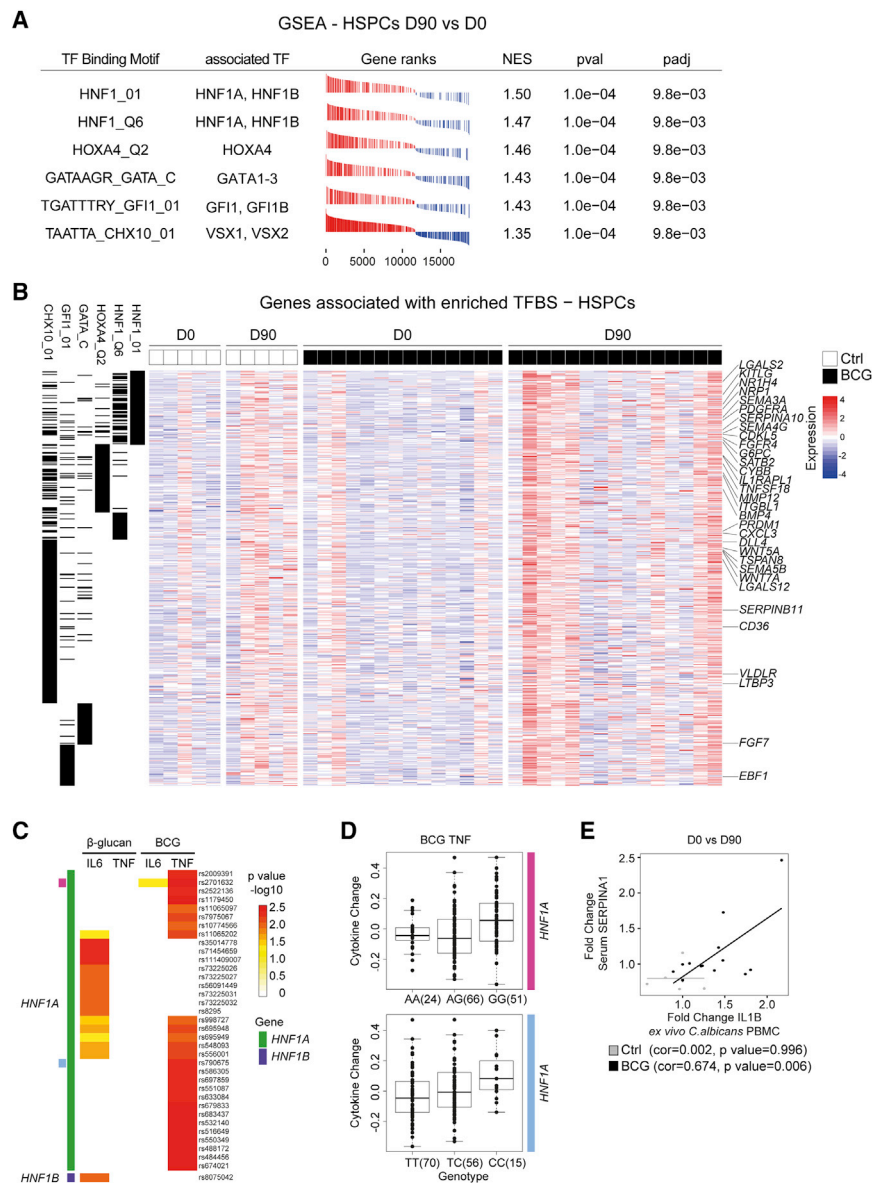 A
GSEA - HSPCs D90 vs D0
TF Binding Motif associated TF Gene ranks NES pval padj
HNF1_01 HNF1A, HNF1B 1.50 1.0e-04 9.8e-03
HNF1_Q6 HNF1A, HNF1B 1.47 1.0e-04 9.8e-03
HOXA4_Q2 HOXA4 1.46 1.0e-04 9.8e-03
GATAAGR_GATA_C GATA1-3 1.43 1.0e-04 9.8e-03
TGATTTRY_GFI1_01 GFI1, GFI1B 1.43 1.0e-04 9.8e-03
TAATTA_CHX10_01 VSX1, VSX2 1.35 1.0e-04 9.8e-03
0 5000 10000 15000
B
Genes associated with enriched TFBS – HSPCs
CHX10_01
GFI1_01
GATA_C
HOXA4_Q2
HNF1_Q6
HNF1_01
D0 D90 D0 D90
Ctrl
BCG
Expression
4
2
0
-2
-4
LGALS2
KITLG
NR1H4
NRP1
SEMA3A
PDGFRA
SERPINA10
SEMA4G
CDKL5
FGFR4
G6PC
SATB2
CYBB
IL1RAPL1
TNFSF18
MMP12
ITGBL1
BMP4
PRDM1
CXCL3
DLL4
WNT5A
TSPAN8
SEMA5B
WNT7A
LGALS12
SERPINB11
CD36
VLDLR
LTBP3
FGF7
EBF1
C
β-glucan BCG
IL6 TNF IL6 TNF
rs2009391
rs2701632
rs2522136
rs1179450
rs11065097
rs7975067
rs10774566
rs11065202
rs35014778
rs71454659
rs111409007
rs73225026
rs73225027
rs56091449
rs73225031
rs73225032
rs8295
rs998727
rs695948
rs695949
rs548093
rs556001
rs790675
rs586305
rs697859
rs551087
rs633084
rs679833
rs683437
rs532140
rs516649
rs550349
rs488172
rs484456
rs674021
rs8075042
HNF1A
HNF1B
p value
-log10
2.5
2.0
1.5
1.0
0.5
0
Gene
HNF1A
HNF1B
D
BCG TNF
Cytokine Change
0.4
0.2
0.0
-0.2
AA(24) AG(66) GG(51)
HNF1A
Cytokine Change
0.4
0.2
0.0
-0.2
TT(70) TC(56) CC(15)
Genotype
HNF1A
E
D0 vs D90
Fold Change
Serum SERPINA1
2.5
2.0
1.5
1.0
1.0 1.5 2.0
Fold Change IL1B
ex vivo C.albicans PBMC
Ctrl (cor=0.002, p value=0.996)
BCG (cor=0.674, p value=0.006)